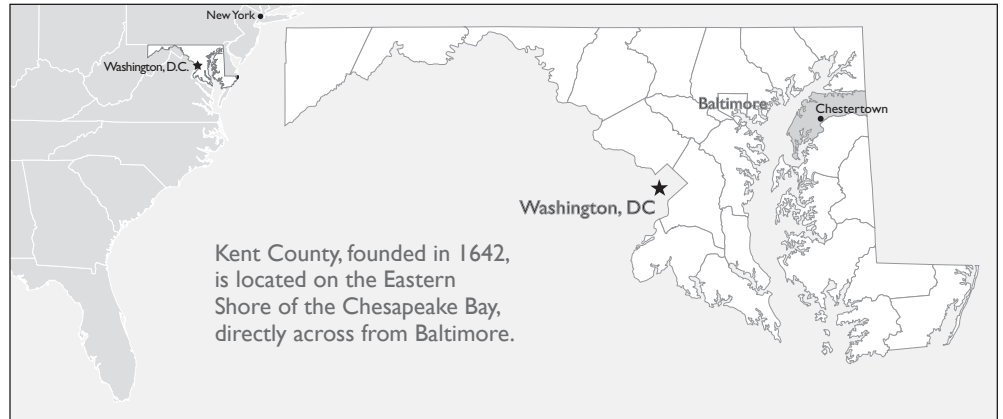 New York
Washington, D.C.
Baltimore
Chestertown
Washington, DC
Kent County, founded in 1642,
is located on the Eastern
Shore of the Chesapeake Bay,
directly across from Baltimore.